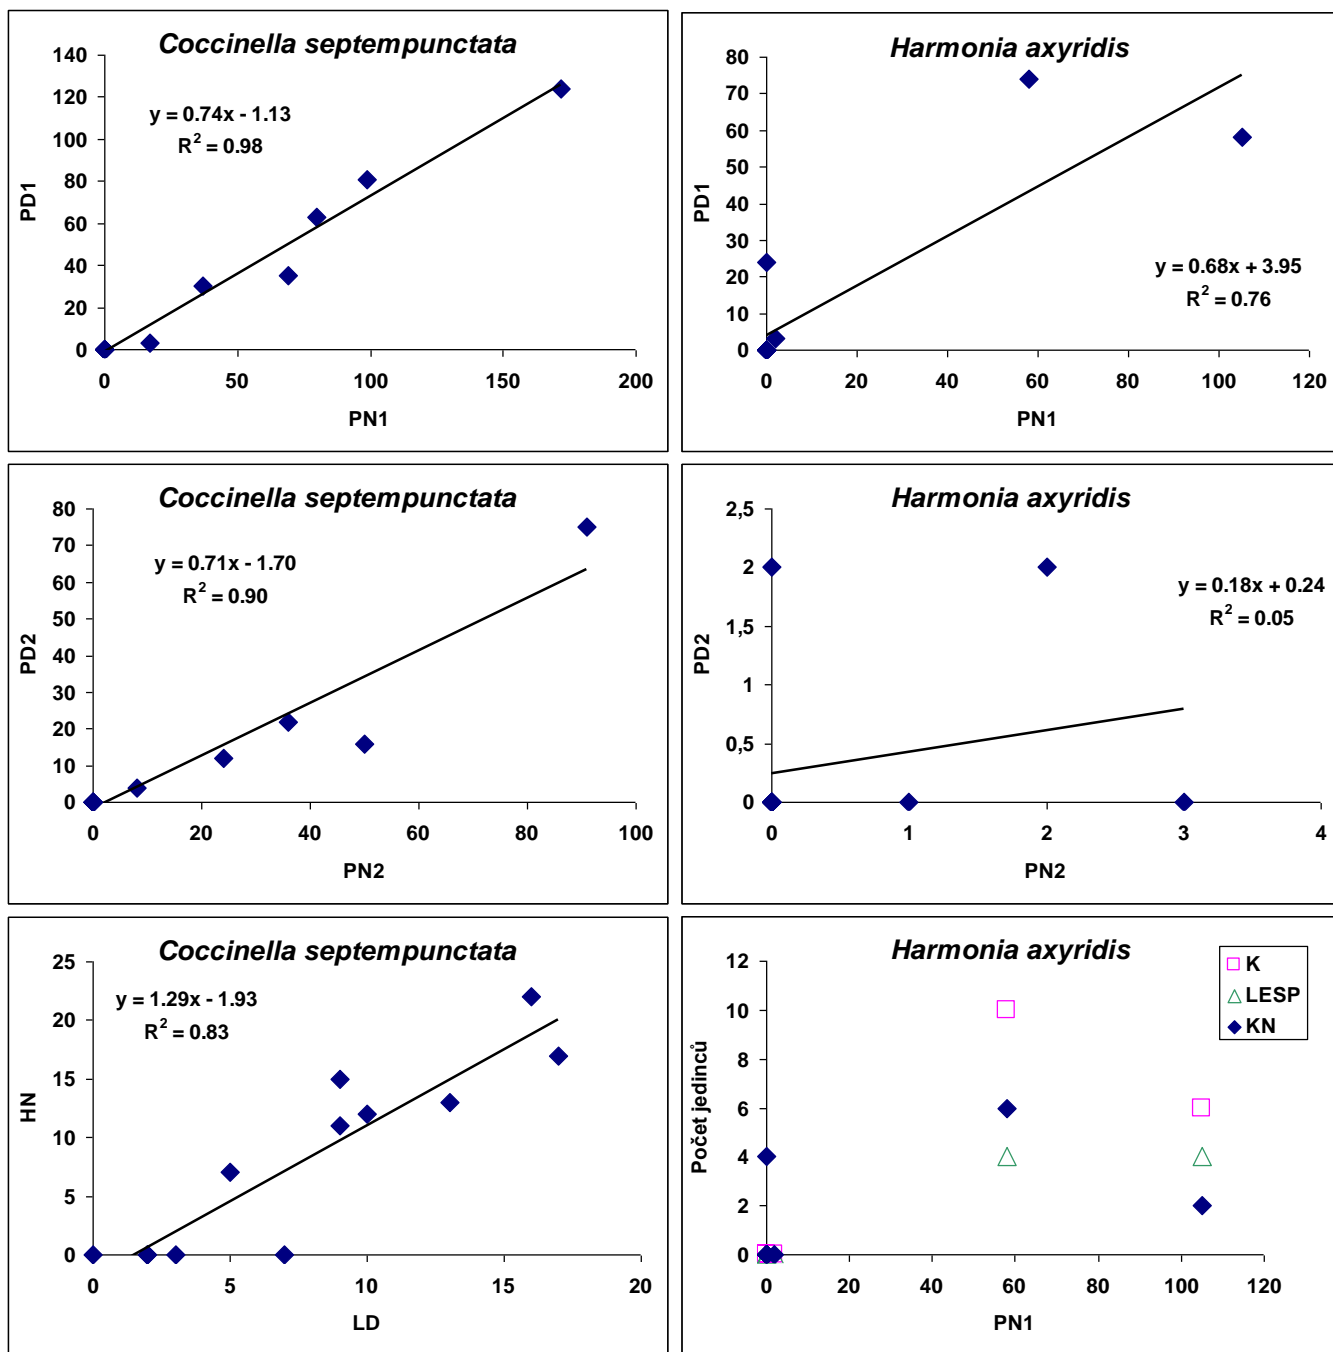 Coccinella septempunctata
140
120
100
80
60
40
20
0
PD1
y = 0.74x - 1.13
R² = 0.98
0 50 100 150 200
PN1
Harmonia axyridis
80
70
60
50
40
30
20
10
0
PD1
y = 0.68x + 3.95
R² = 0.76
0 20 40 60 80 100 120
PN1
Coccinella septempunctata
80
70
60
50
40
30
20
10
0
PD2
y = 0.71x - 1.70
R² = 0.90
0 20 40 60 80 100
PN2
Harmonia axyridis
2,5
2
1,5
1
0,5
0
PD2
y = 0.18x + 0.24
R² = 0.05
0 1 2 3 4
PN2
Coccinella septempunctata
25
20
15
10
5
0
HN
y = 1.29x - 1.93
R² = 0.83
0 5 10 15 20
LD
Harmonia axyridis
12
10
8
6
4
2
0
Počet jedinců
K
LESP
KN
0 20 40 60 80 100 120
PN1